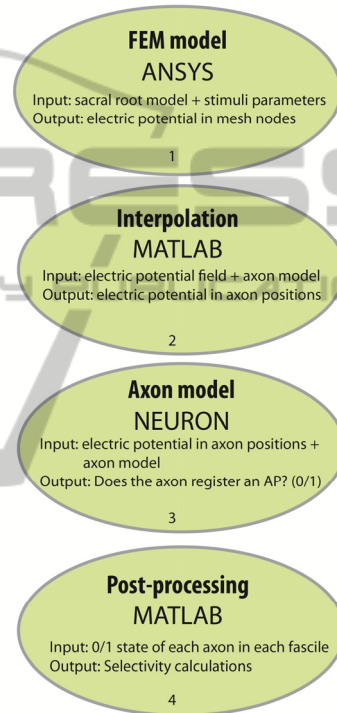 FEM model
ANSYS
Input: sacral root model + stimuli parameters
Output: electric potential in mesh nodes
1
Interpolation
MATLAB
Input: electric potential field + axon model
Output: electric potential in axon positions
2
Axon model
NEURON
Input: electric potential in axon positions +
axon model
Output: Does the axon register an AP? (0/1)
3
Post-processing
MATLAB
Input: 0/1 state of each axon in each fascile
Output: Selectivity calculations
4